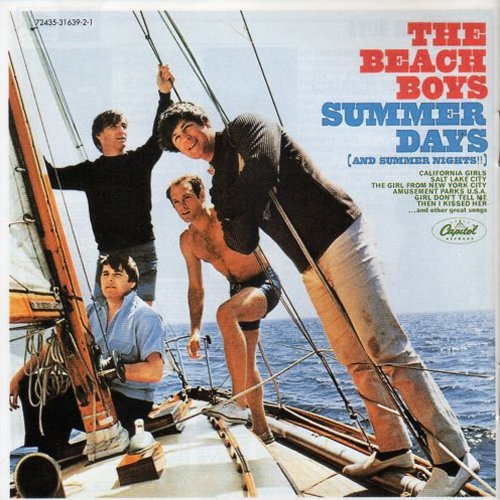 72435-31639-2-1
THE
BEACH
BOYS
SUMMER
DAYS
[AND SUMMER NIGHTS!!]
CALIFORNIA GIRLS
SALT LAKE CITY
THE GIRL FROM NEW YORK CITY
AMUSEMENT PARKS U.S.A.
GIRL DON'T TELL ME
THEN I KISSED HER
...and other great songs
Capitol
RECORDS